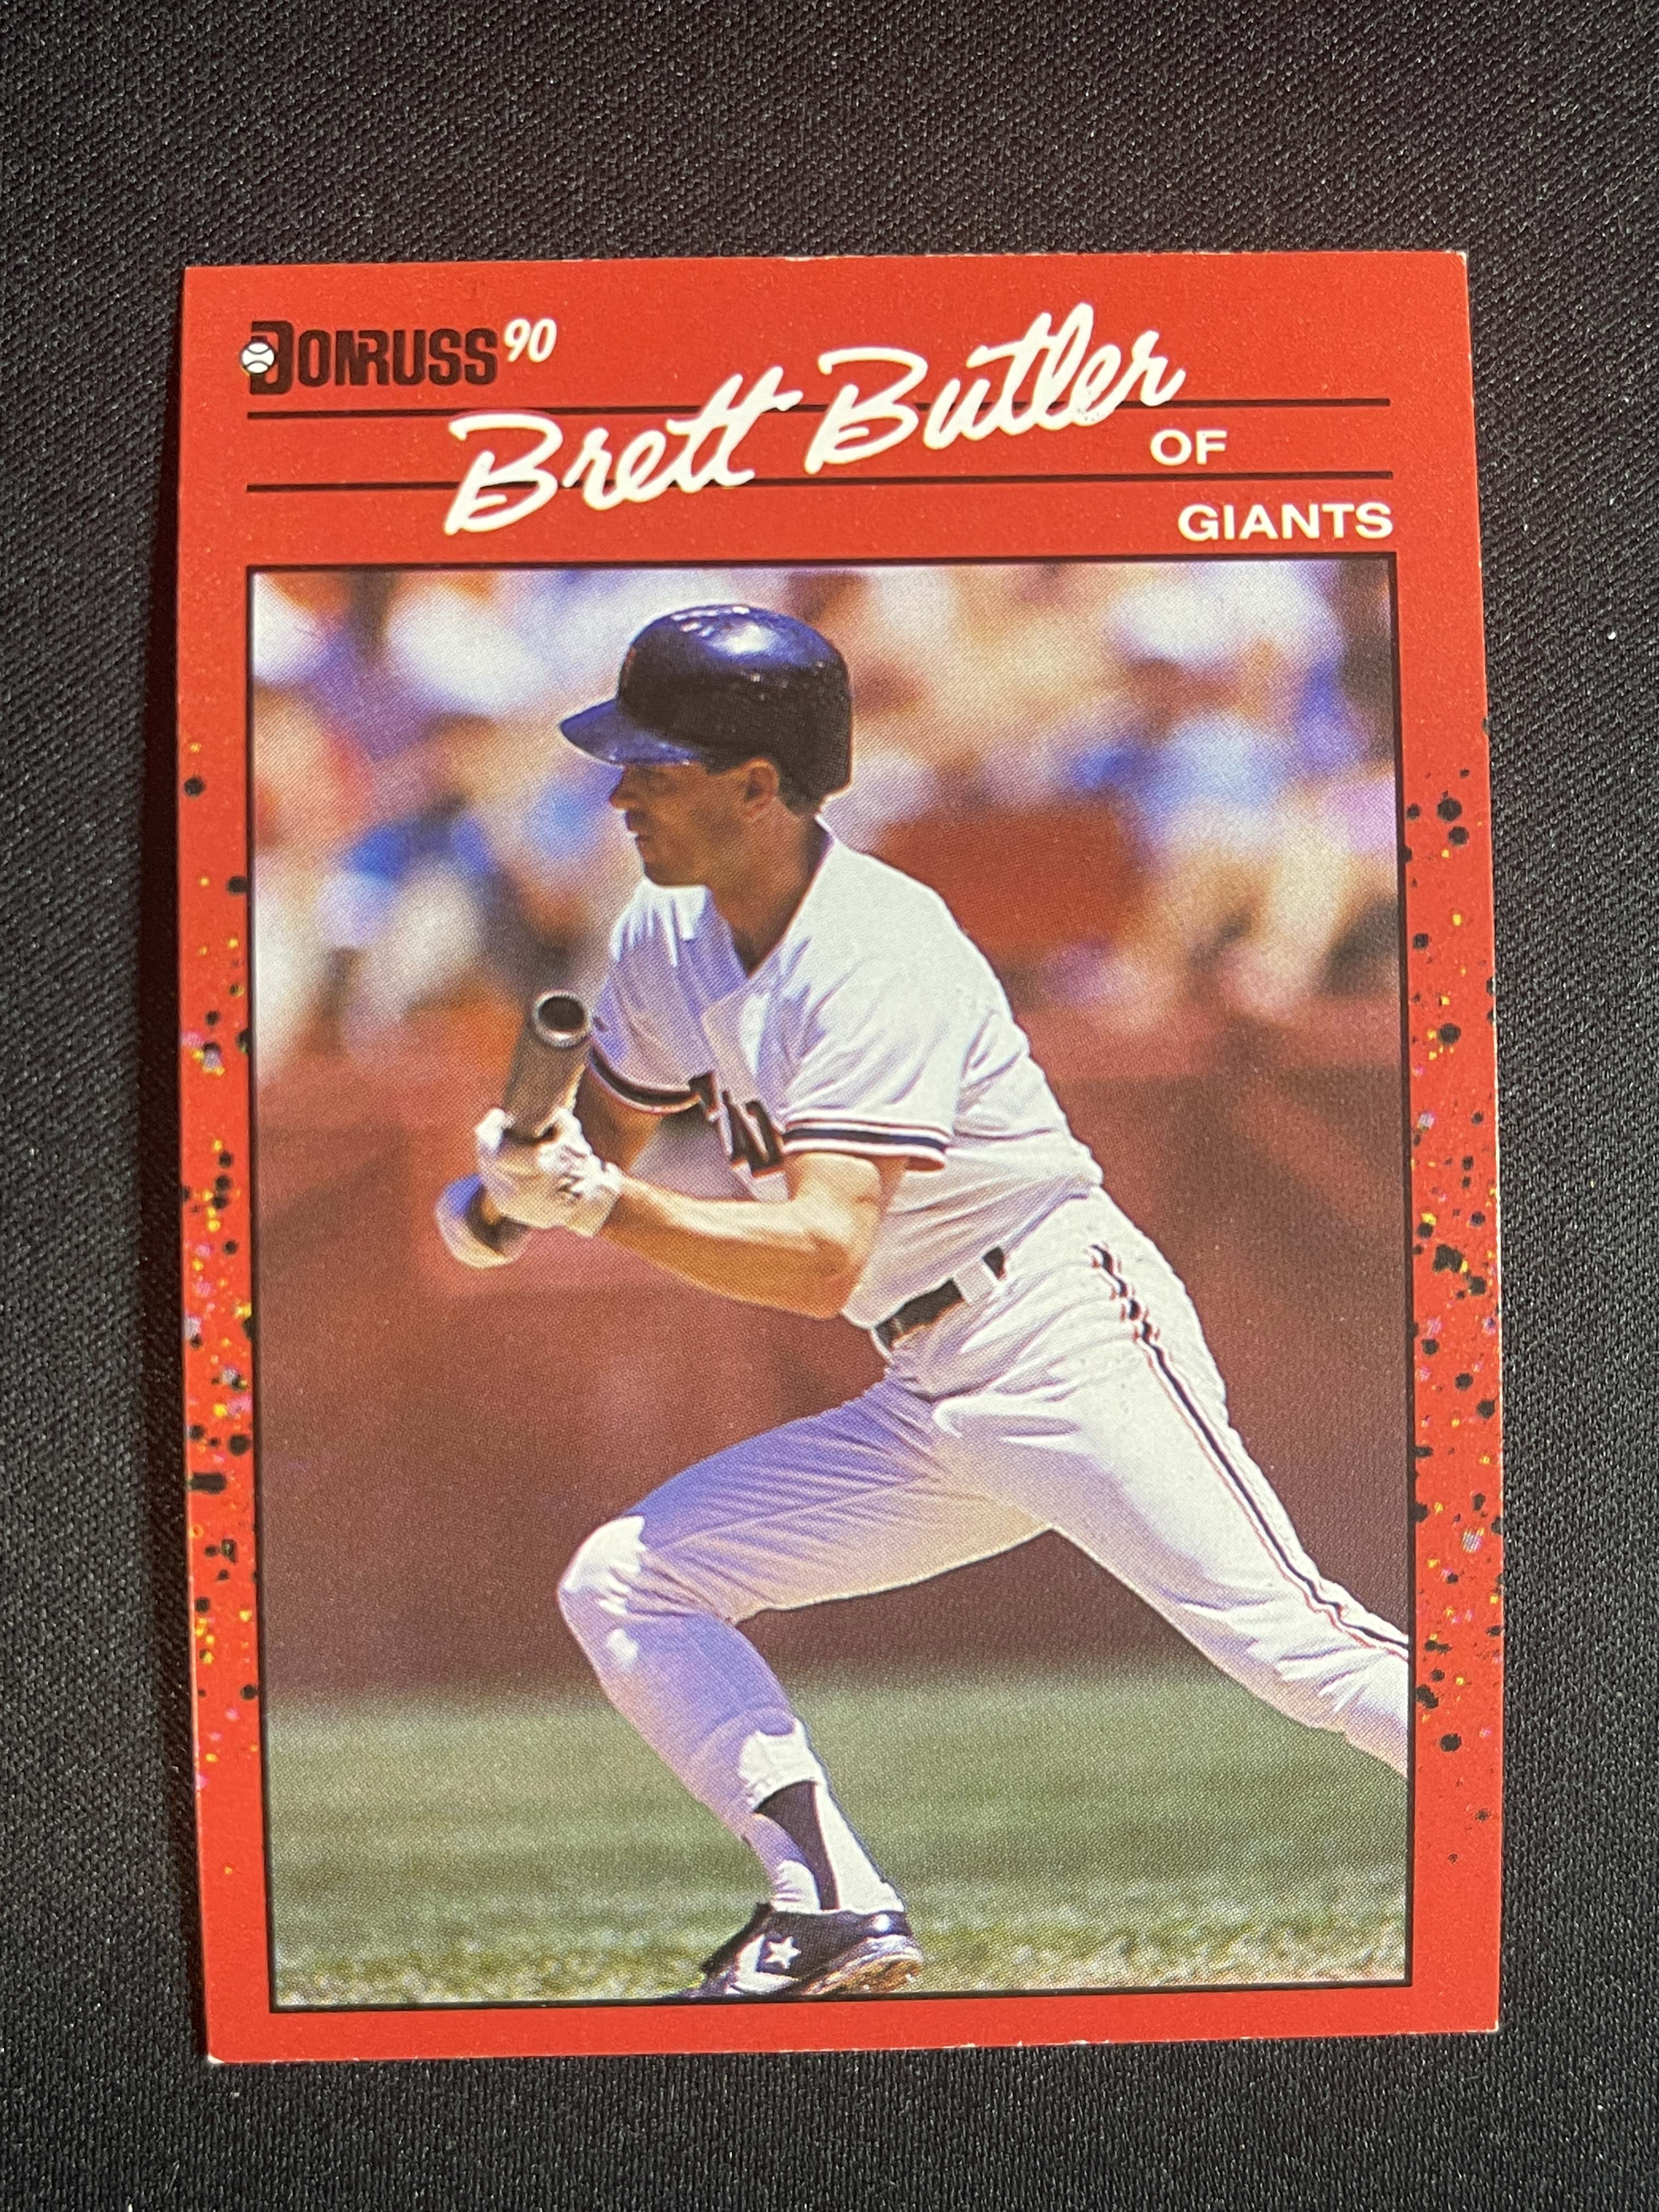 DONRUSS 90
Brett Butler
OF
GIANTS